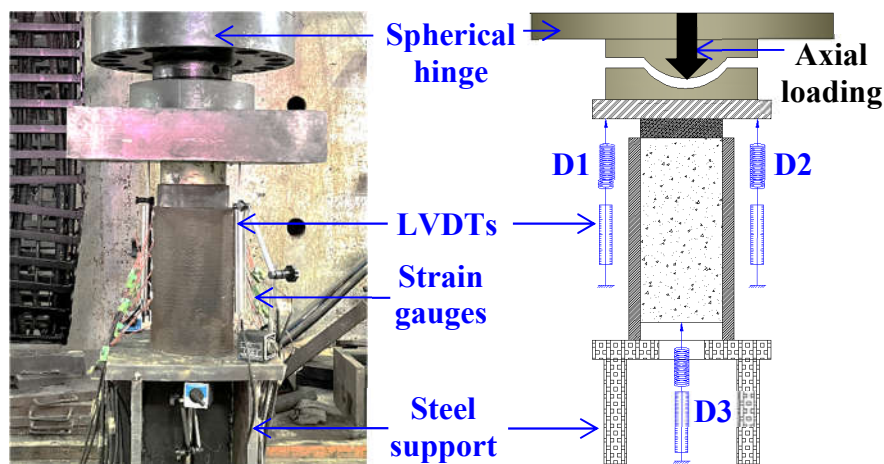 Spherical
hinge
Axial
loading
D1
D2
LVDTs
Strain
gauges
Steel
support
D3